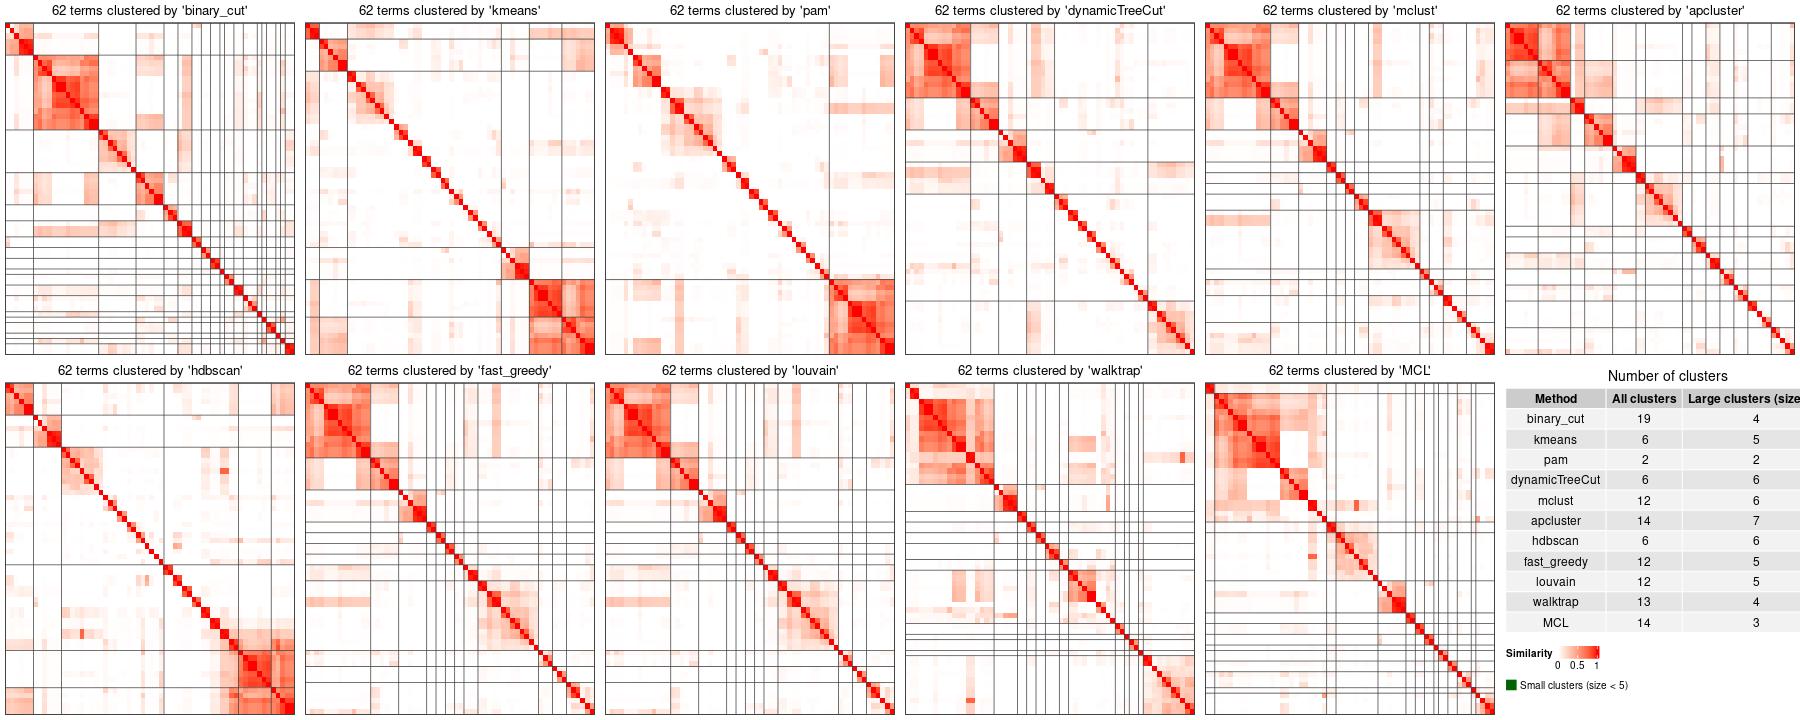 62 terms clustered by 'binary_cut'
62 terms clustered by 'kmeans'
62 terms clustered by 'pam'
62 terms clustered by 'dynamicTreeCut'
62 terms clustered by 'mclust'
62 terms clustered by 'apcluster'
62 terms clustered by 'hdbscan'
62 terms clustered by 'fast_greedy'
62 terms clustered by 'louvain'
62 terms clustered by 'walktrap'
62 terms clustered by 'MCL'
Number of clusters
Method All clusters Large clusters (size
binary_cut 19 4
kmeans 6 5
pam 2 2
dynamicTreeCut 6 6
mclust 12 6
apcluster 14 7
hdbscan 6 6
fast_greedy 12 5
louvain 12 5
walktrap 13 4
MCL 14 3
Similarity
0 0.5 1
Small clusters (size < 5)